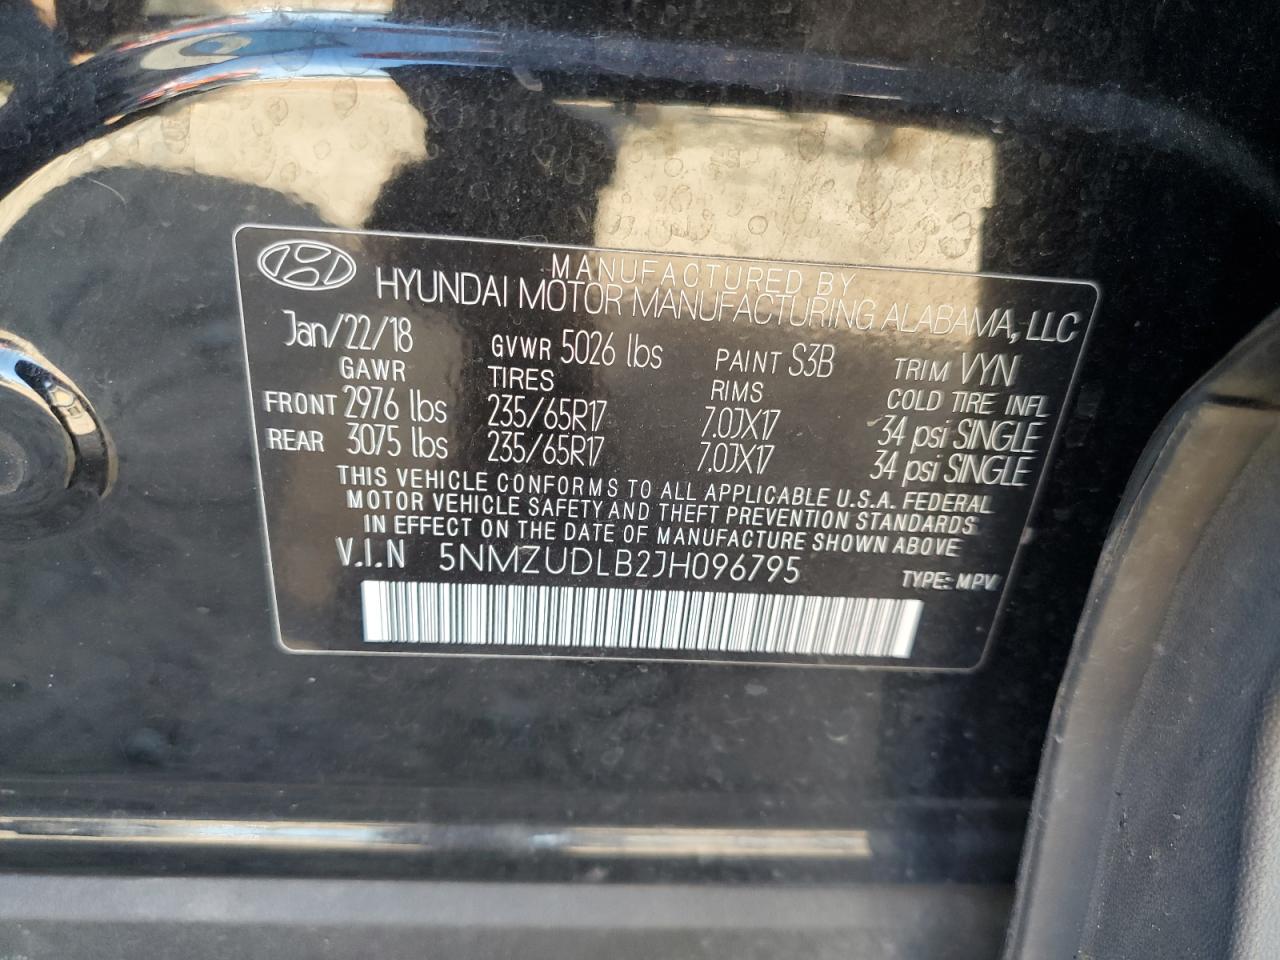 MANUFACTURED BY
HYUNDAI MOTOR MANUFACTURING ALABAMA, LLC
Jan/22/18 GVWR 5026 lbs PAINT S3B TRIM VYN
GAWR TIRES RIMS COLD TIRE INFL
FRONT 2976 lbs 235/65R17 7.0JX17 34 psi SINGLE
REAR 3075 lbs 235/65R17 7.0JX17 34 psi SINGLE
THIS VEHICLE CONFORMS TO ALL APPLICABLE U.S.A. FEDERAL
MOTOR VEHICLE SAFETY AND THEFT PREVENTION STANDARDS
IN EFFECT ON THE DATE OF MANUFACTURE SHOWN ABOVE
V.I.N 5NMZUDLB2JH096795 TYPE: MPV